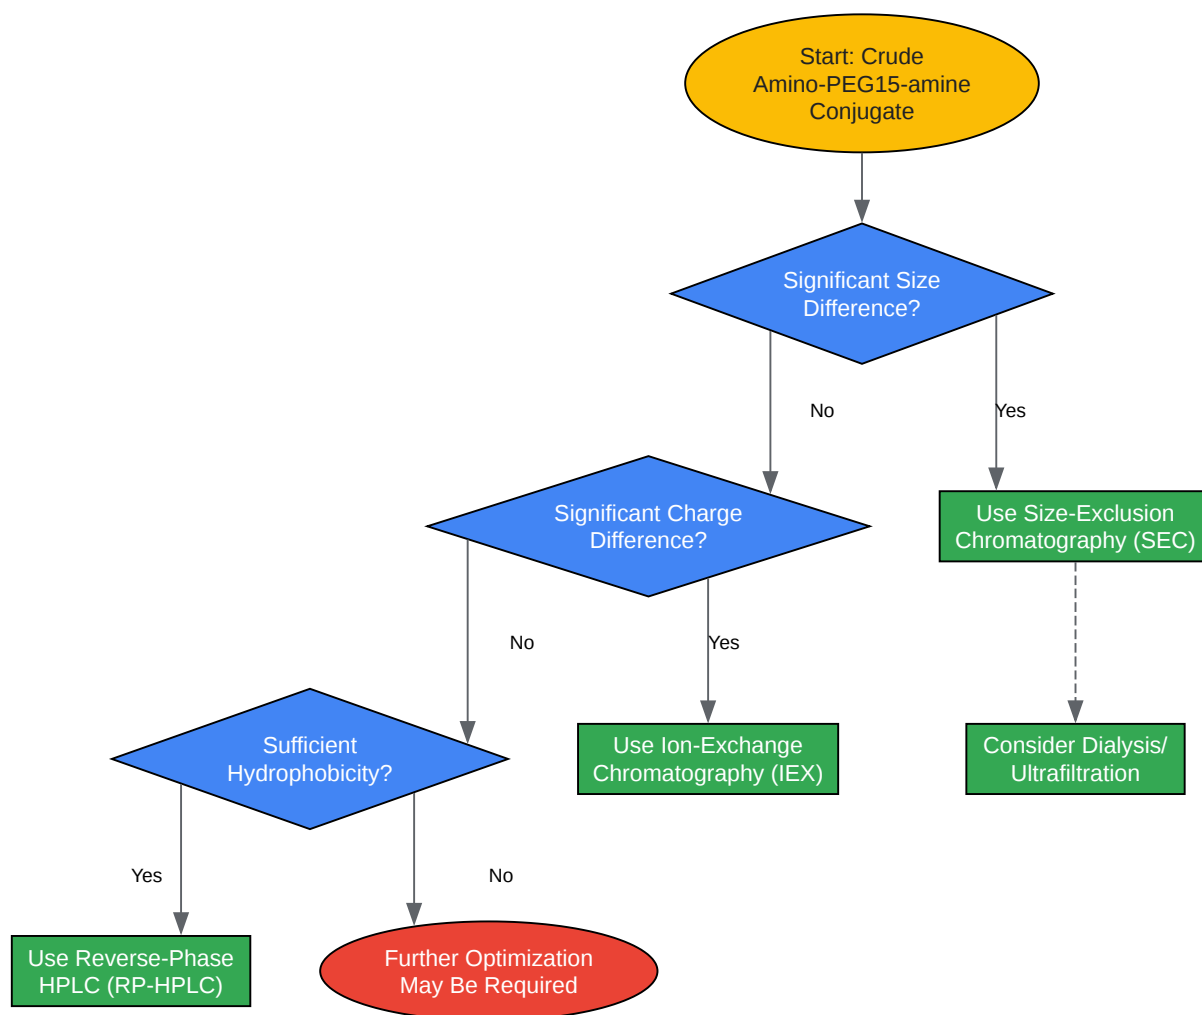 Start: Crude
Amino-PEG15-amine
Conjugate
Significant Size
Difference?
No
Yes
Significant Charge
Difference?
Use Size-Exclusion
Chromatography (SEC)
No
Yes
Sufficient
Hydrophobicity?
Use Ion-Exchange
Chromatography (IEX)
Consider Dialysis/
Ultrafiltration
Yes
No
Use Reverse-Phase
HPLC (RP-HPLC)
Further Optimization
May Be Required